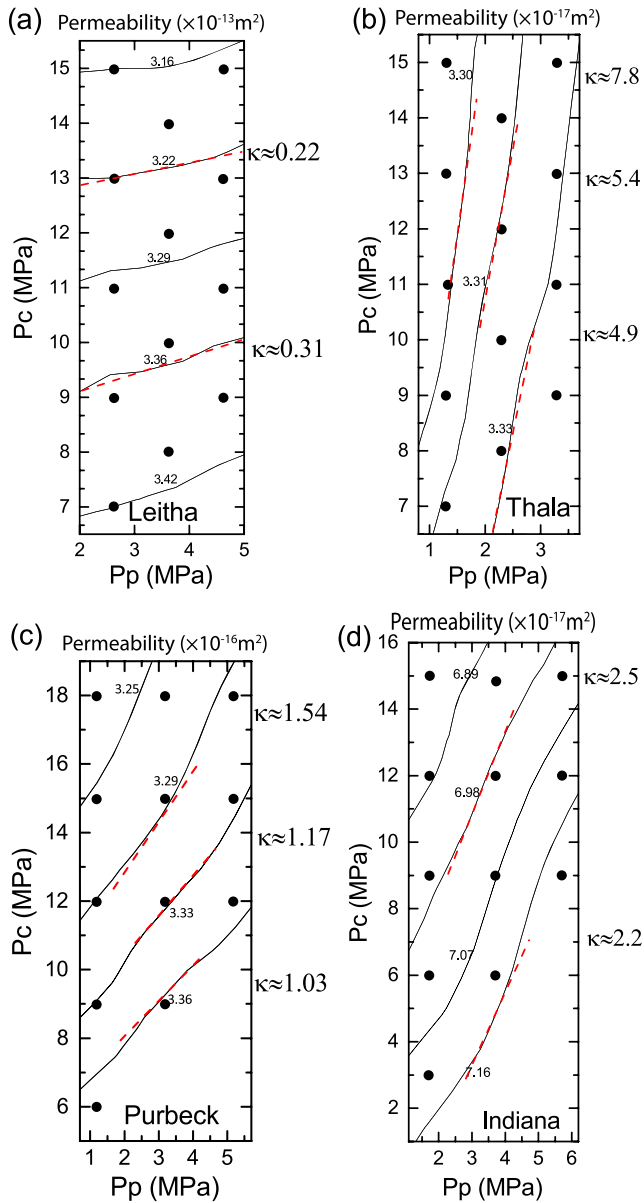 (a)
Permeability (×10-13m2)
15
14
13
12
11
10
9
8
7
Pc (MPa)
3.16
3.22
3.29
3.36
3.42
κ≈0.22
κ≈0.31
Leitha
2 3 4 5
Pp (MPa)
(b)
Permeability (×10-17m2)
15
14
13
12
11
10
9
8
7
Pc (MPa)
3.30
3.31
3.33
κ≈7.8
κ≈5.4
κ≈4.9
Thala
1 2 3
Pp (MPa)
(c)
Permeability (×10-16m2)
18
16
14
12
10
8
6
Pc (MPa)
3.25
3.29
3.33
3.36
κ≈1.54
κ≈1.17
κ≈1.03
Purbeck
1 2 3 4 5
Pp (MPa)
(d)
Permeability (×10-17m2)
16
14
12
10
8
6
4
2
Pc (MPa)
6.89
6.98
7.07
7.16
κ≈2.5
κ≈2.2
Indiana
2 3 4 5 6
Pp (MPa)